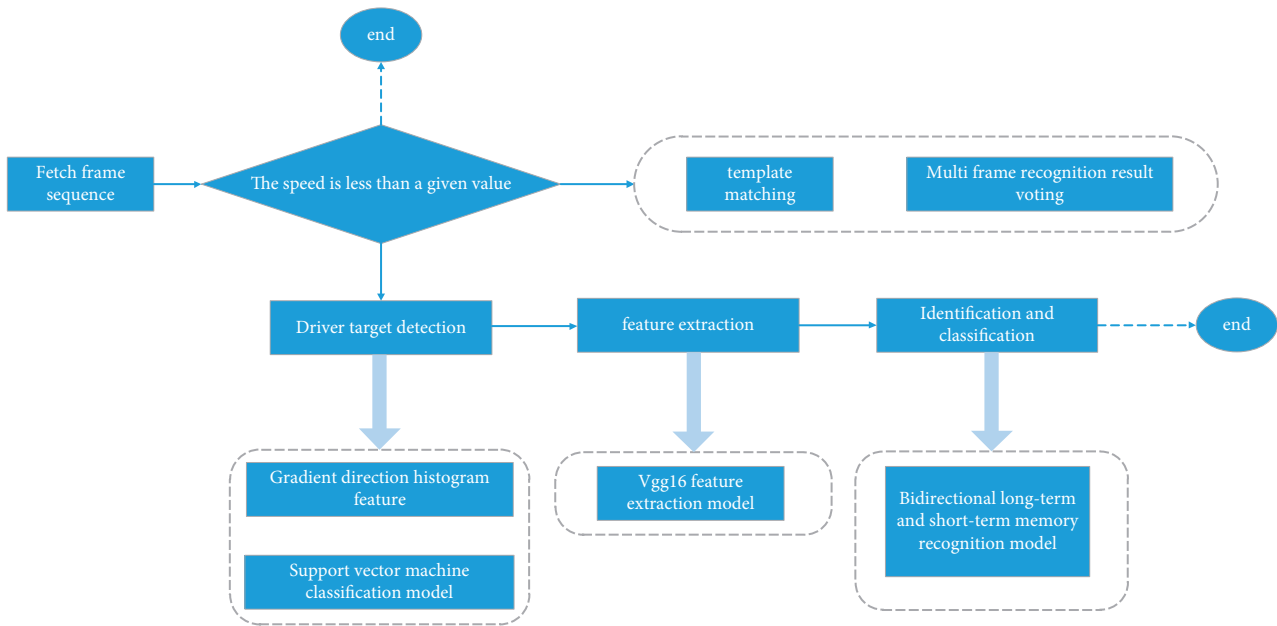 end
Fetch frame
sequence
The speed is less than a given value
template
matching
Multi frame recognition result
voting
Driver target detection
feature extraction
Identification and
classification
end
Gradient direction histogram
feature
Support vector machine
classification model
Vgg16 feature
extraction model
Bidirectional long-term
and short-term memory
recognition model